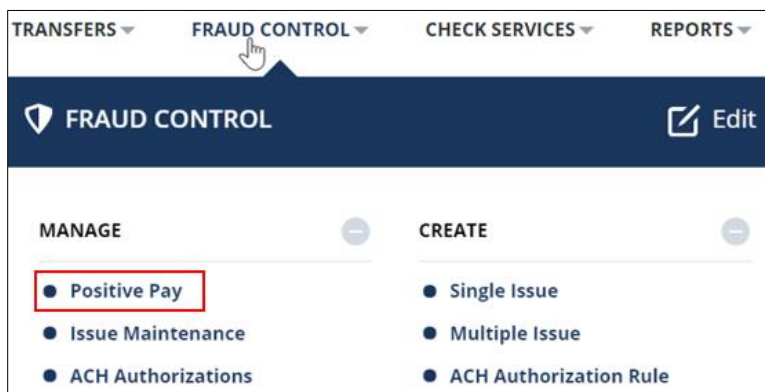 TRANSFERS FRAUD CONTROL CHECK SERVICES REPORTS
FRAUD CONTROL Edit
MANAGE CREATE
Positive Pay Single Issue
Issue Maintenance Multiple Issue
ACH Authorizations ACH Authorization Rule